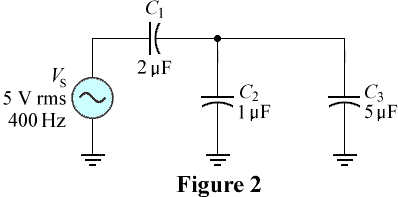 C1
2 μF
VS
5 V rms
400 Hz
C2
1 μF
C3
5 μF
Figure 2